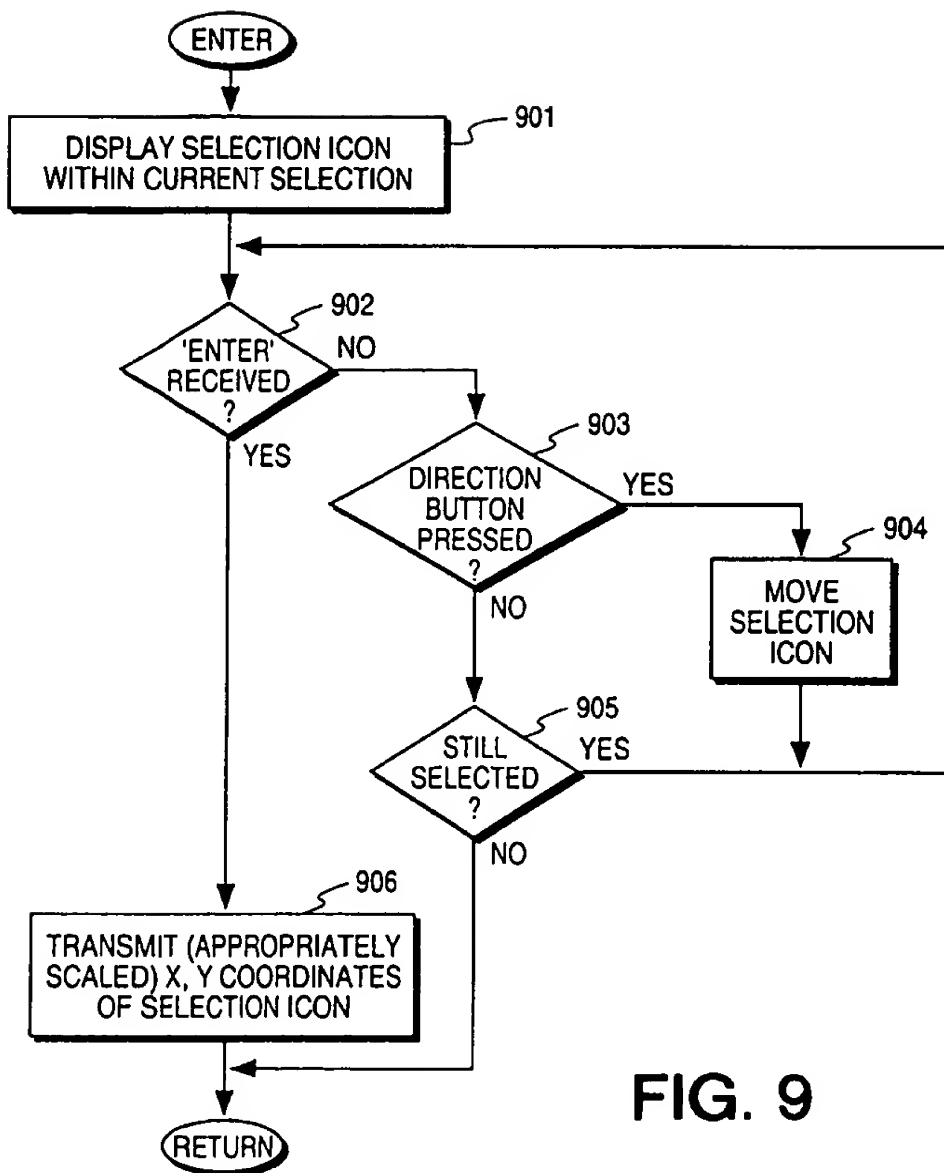 ENTER
901
DISPLAY SELECTION ICON
WITHIN CURRENT SELECTION
902
'ENTER'
RECEIVED
?
NO
YES
903
DIRECTION
BUTTON
PRESSED
?
YES
NO
904
MOVE
SELECTION
ICON
905
STILL
SELECTED
?
YES
NO
906
TRANSMIT (APPROPRIATELY
SCALED) X, Y COORDINATES
OF SELECTION ICON
RETURN
FIG. 9